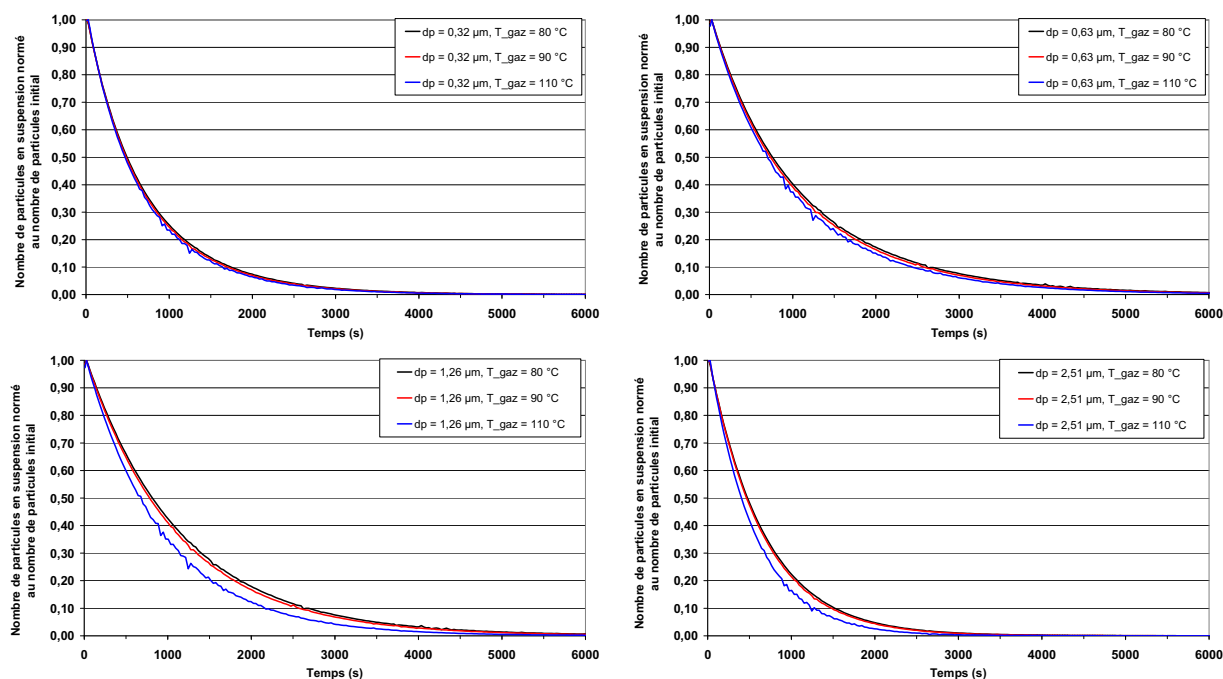 Nombre de particules en suspension normé
au nombre de particules initial
1,00
0,90
0,80
0,70
0,60
0,50
0,40
0,30
0,20
0,10
0,00
dp = 0,32 µm, T_gaz = 80 °C
dp = 0,32 µm, T_gaz = 90 °C
dp = 0,32 µm, T_gaz = 110 °C
0 1000 2000 3000 4000 5000 6000
Temps (s)
Nombre de particules en suspension normé
au nombre de particules initial
1,00
0,90
0,80
0,70
0,60
0,50
0,40
0,30
0,20
0,10
0,00
dp = 0,63 µm, T_gaz = 80 °C
dp = 0,63 µm, T_gaz = 90 °C
dp = 0,63 µm, T_gaz = 110 °C
0 1000 2000 3000 4000 5000 6000
Temps (s)
Nombre de particules en suspension normé
au nombre de particules initial
1,00
0,90
0,80
0,70
0,60
0,50
0,40
0,30
0,20
0,10
0,00
dp = 1,26 µm, T_gaz = 80 °C
dp = 1,26 µm, T_gaz = 90 °C
dp = 1,26 µm, T_gaz = 110 °C
0 1000 2000 3000 4000 5000 6000
Temps (s)
Nombre de particules en suspension normé
au nombre de particules initial
1,00
0,90
0,80
0,70
0,60
0,50
0,40
0,30
0,20
0,10
0,00
dp = 2,51 µm, T_gaz = 80 °C
dp = 2,51 µm, T_gaz = 90 °C
dp = 2,51 µm, T_gaz = 110 °C
0 1000 2000 3000 4000 5000 6000
Temps (s)